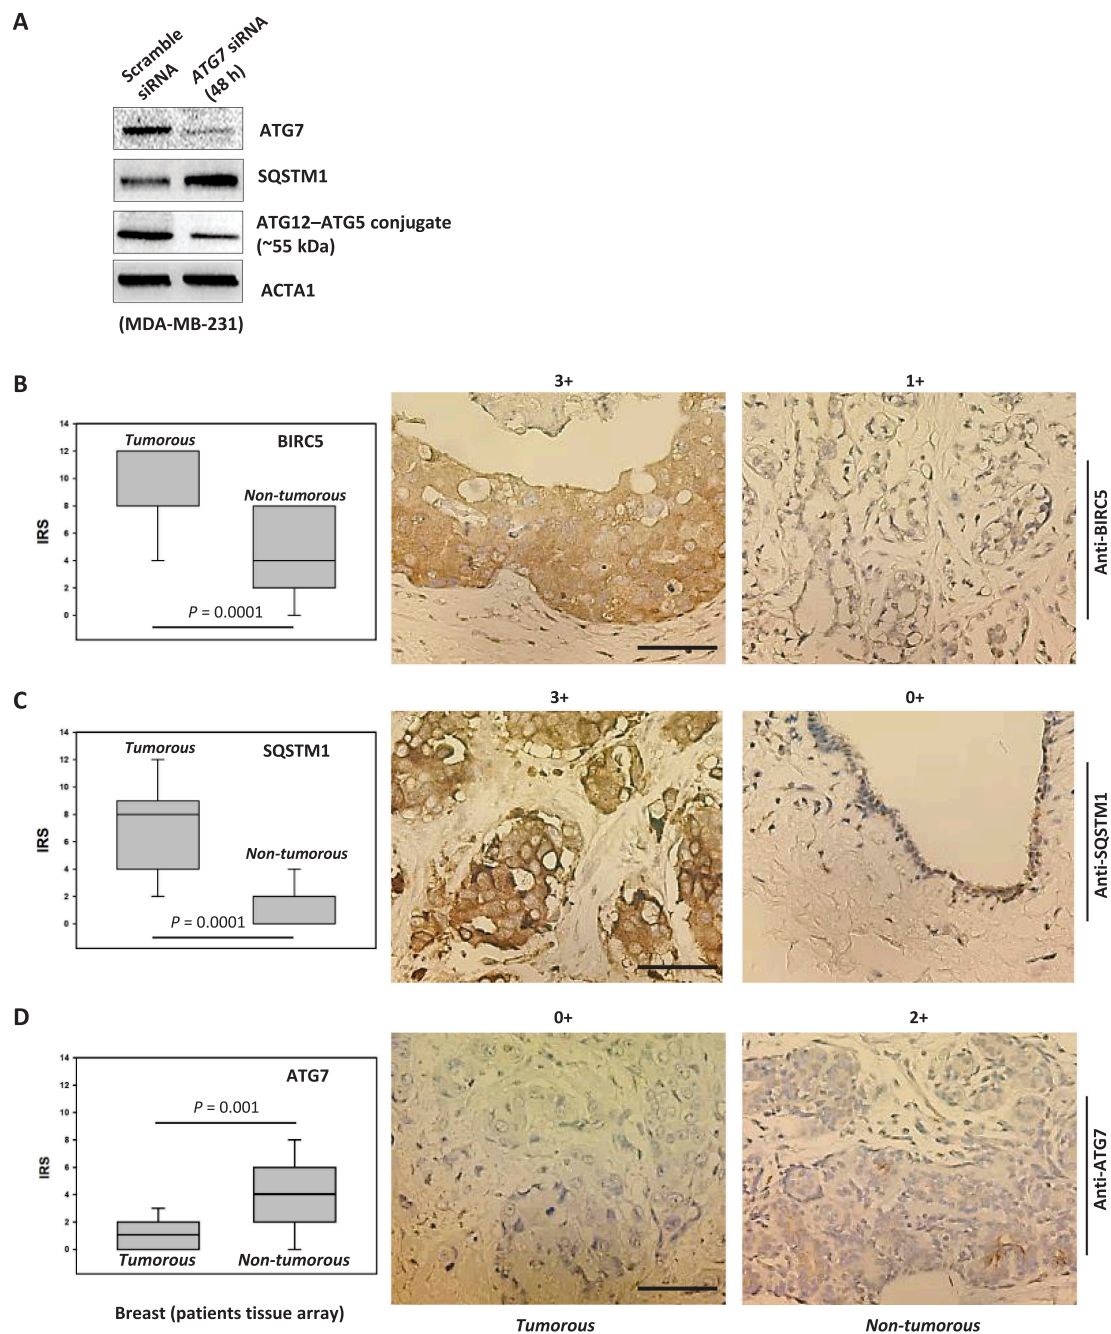 A
Scramble siRNA
ATG7 siRNA (48 h)
ATG7
SQSTM1
ATG12–ATG5 conjugate
(~55 kDa)
ACTA1
(MDA-MB-231)
B
3+
1+
14
12
10
8
6
4
2
0
IRS
Tumorous
BIRC5
Non-tumorous
P = 0.0001
Anti-BIRC5
C
3+
0+
14
12
10
8
6
4
2
0
IRS
Tumorous
SQSTM1
Non-tumorous
P = 0.0001
Anti-SQSTM1
D
0+
2+
14
12
10
8
6
4
2
0
IRS
ATG7
P = 0.001
Tumorous
Non-tumorous
Anti-ATG7
Breast (patients tissue array)
Tumorous
Non-tumorous